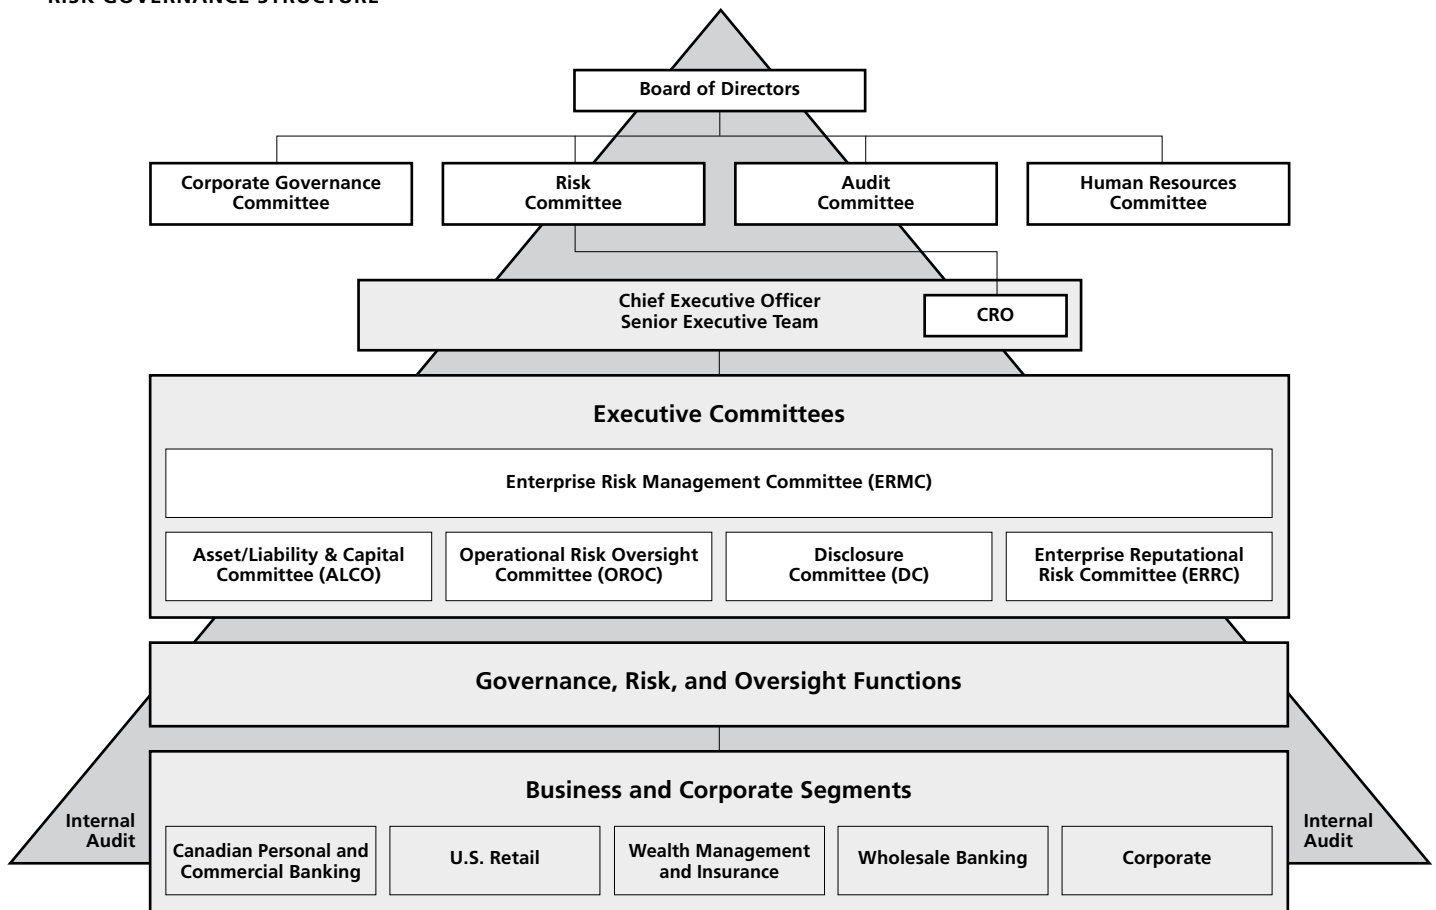 RISK GOVERNANCE STRUCTURE
Board of Directors
Corporate Governance
Committee
Risk
Committee
Audit
Committee
Human Resources
Committee
Chief Executive Officer
Senior Executive Team
CRO
Executive Committees
Enterprise Risk Management Committee (ERMC)
Asset/Liability & Capital
Committee (ALCO)
Operational Risk Oversight
Committee (OROC)
Disclosure
Committee (DC)
Enterprise Reputational
Risk Committee (ERRC)
Governance, Risk, and Oversight Functions
Business and Corporate Segments
Internal
Audit
Canadian Personal and
Commercial Banking
U.S. Retail
Wealth Management
and Insurance
Wholesale Banking
Corporate
Internal
Audit